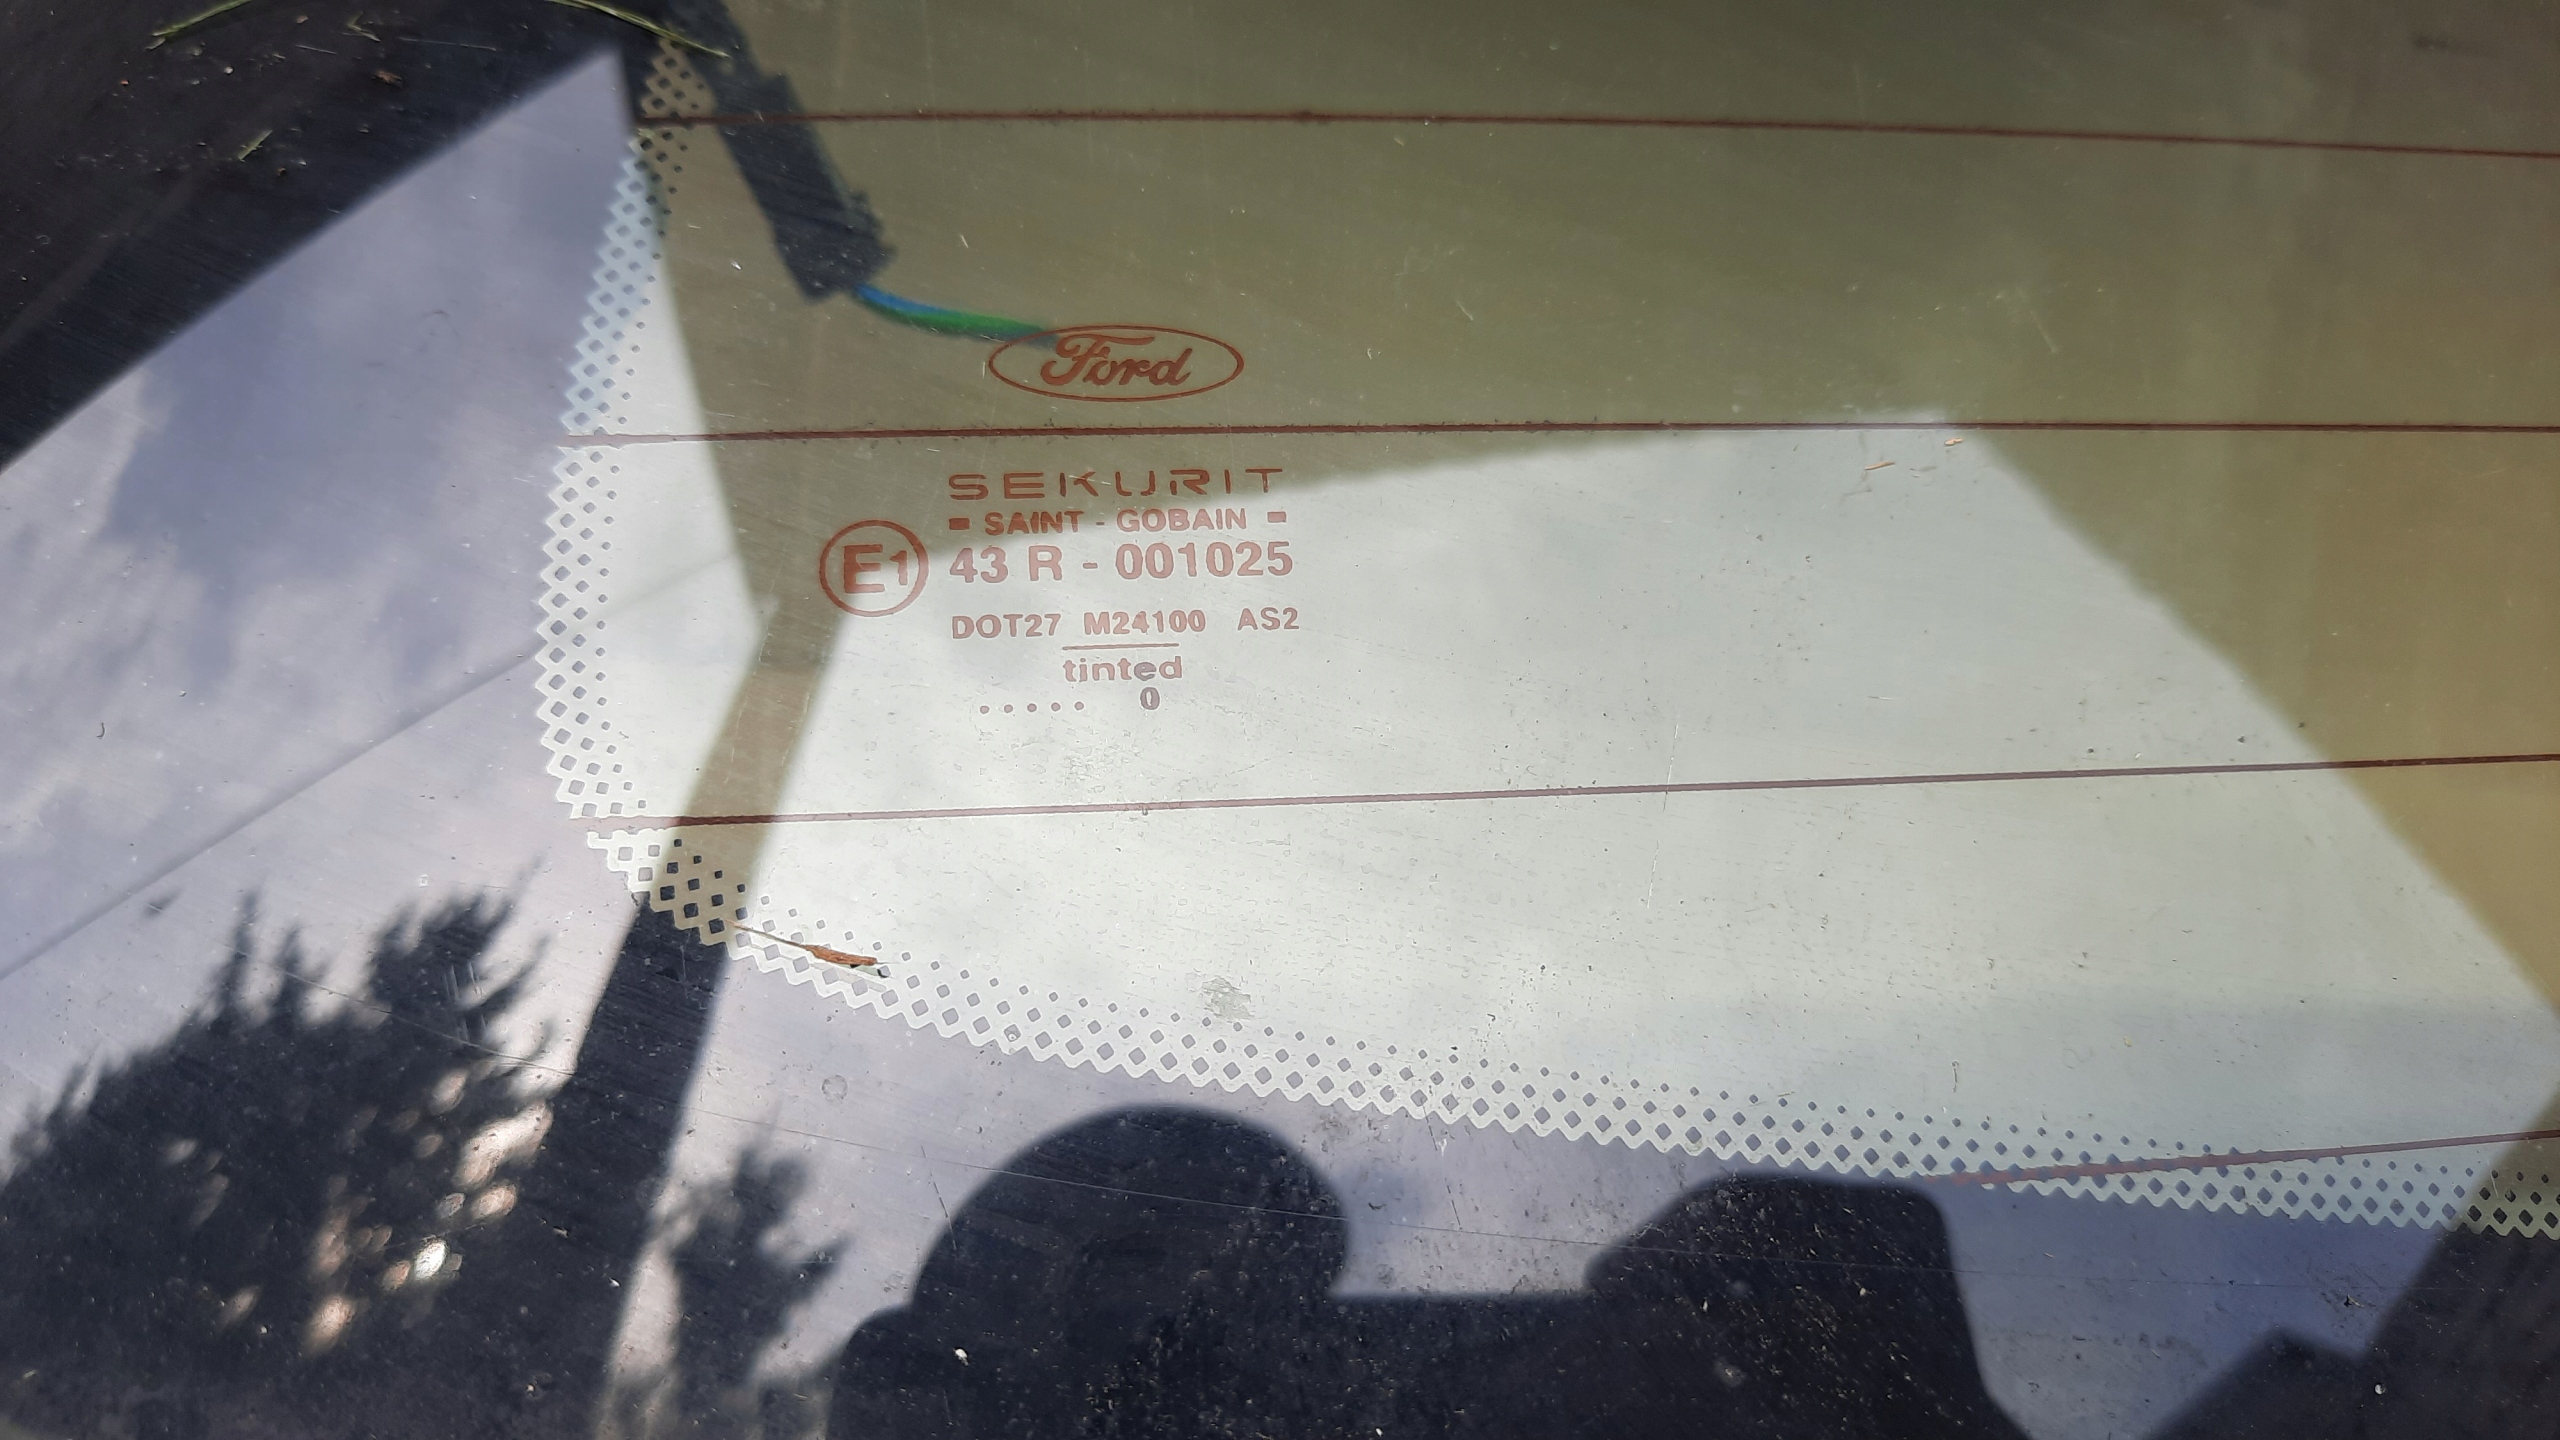 Ford
SEKURIT
SAINT - GOBAIN
E1 43 R - 001025
DOT27 M24100 AS2
tinted
..... 0